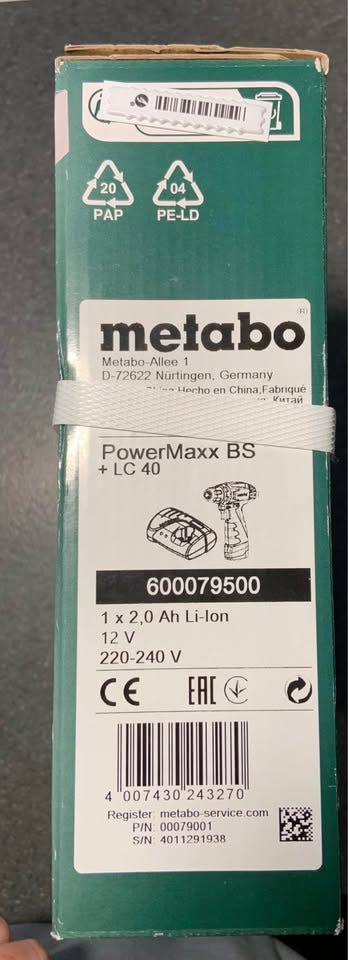 20
PAP
04
PE-LD
(R)
metabo
Metabo-Allee 1
D-72622 Nürtingen, Germany
Hecho en China, Fabriqué
Китай
PowerMaxx BS
+ LC 40
600079500
1 x 2,0 Ah Li-Ion
12 V
220-240 V
CE EAC
4 007430 243270
Register: metabo-service.com
P/N: 00079001
S/N: 4011291938